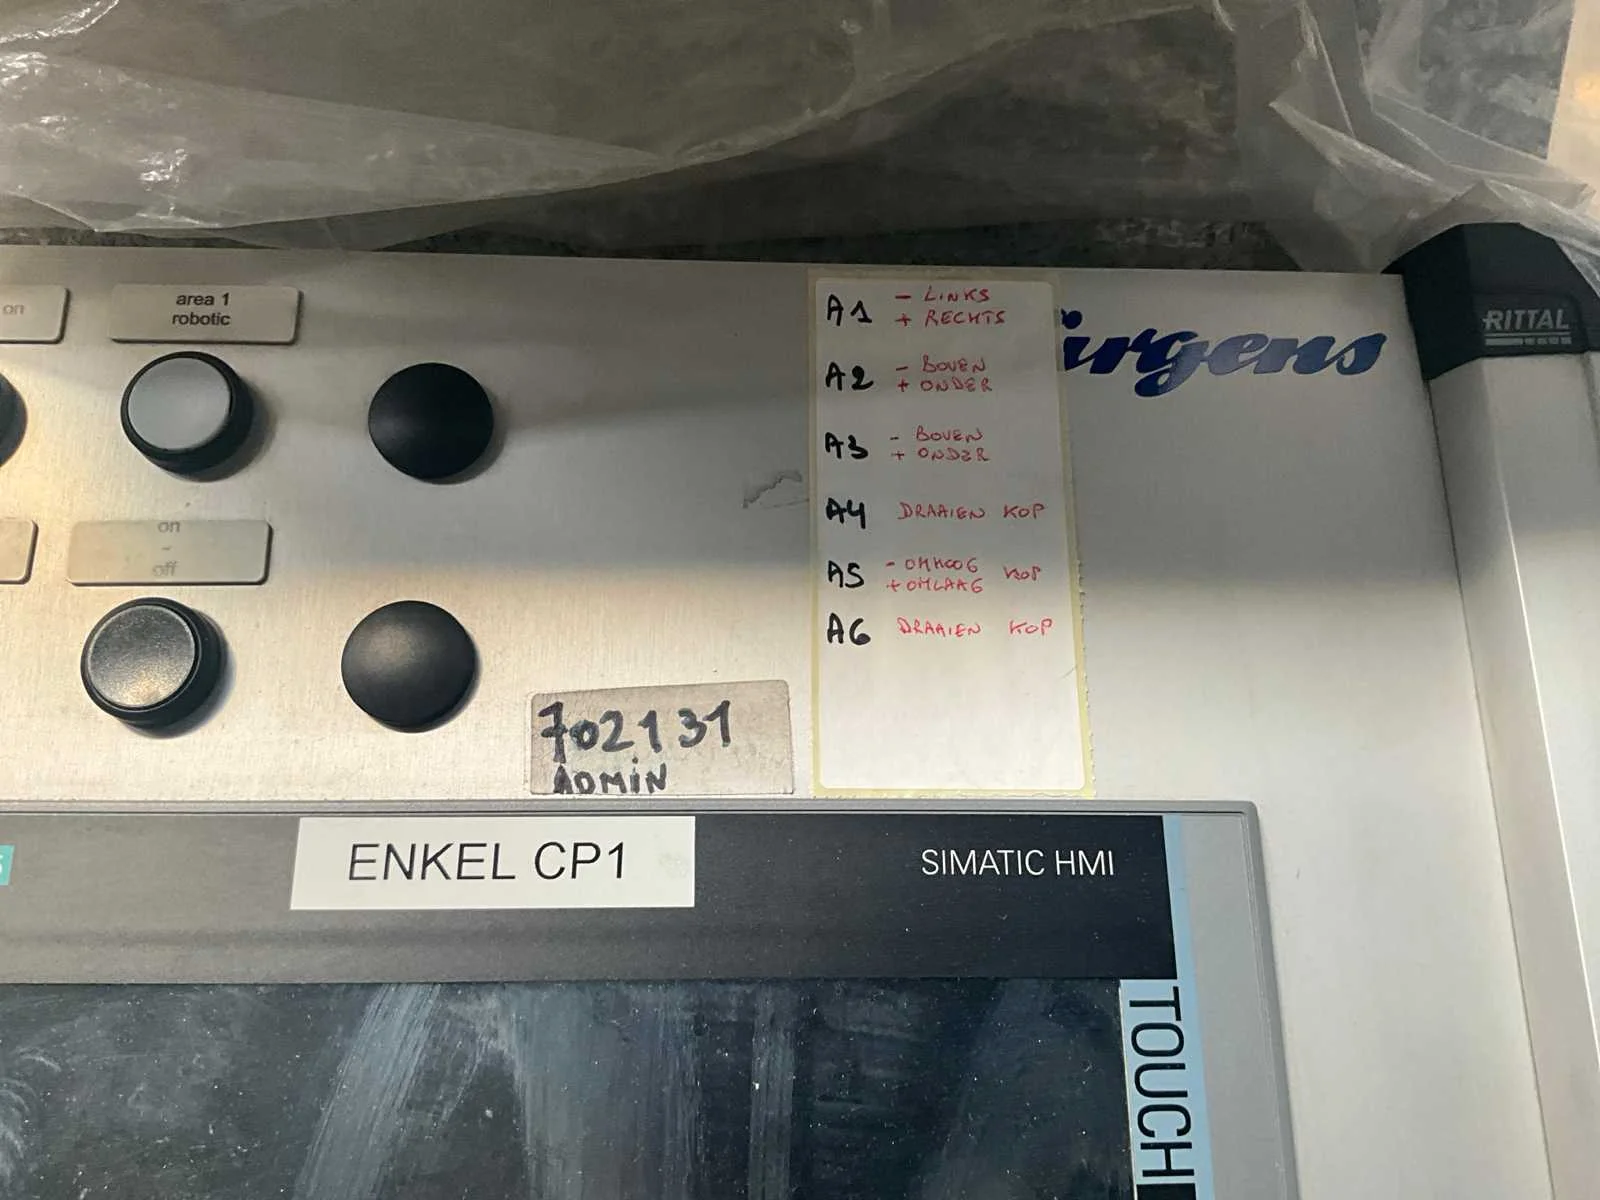 on
area 1
robotic
A1 - LINKS
+ RECHTS
irgens
RITTAL
A2 - BOVEN
+ ONDER
A3 - BOVEN
+ ONDER
A4 DRAAIEN KOP
on
-
off
A5 - OMHOOG KOP
+ OMLAAG
A6 DRAAIEN KOP
702131
ADMIN
ENKEL CP1
SIMATIC HMI
TOUCH